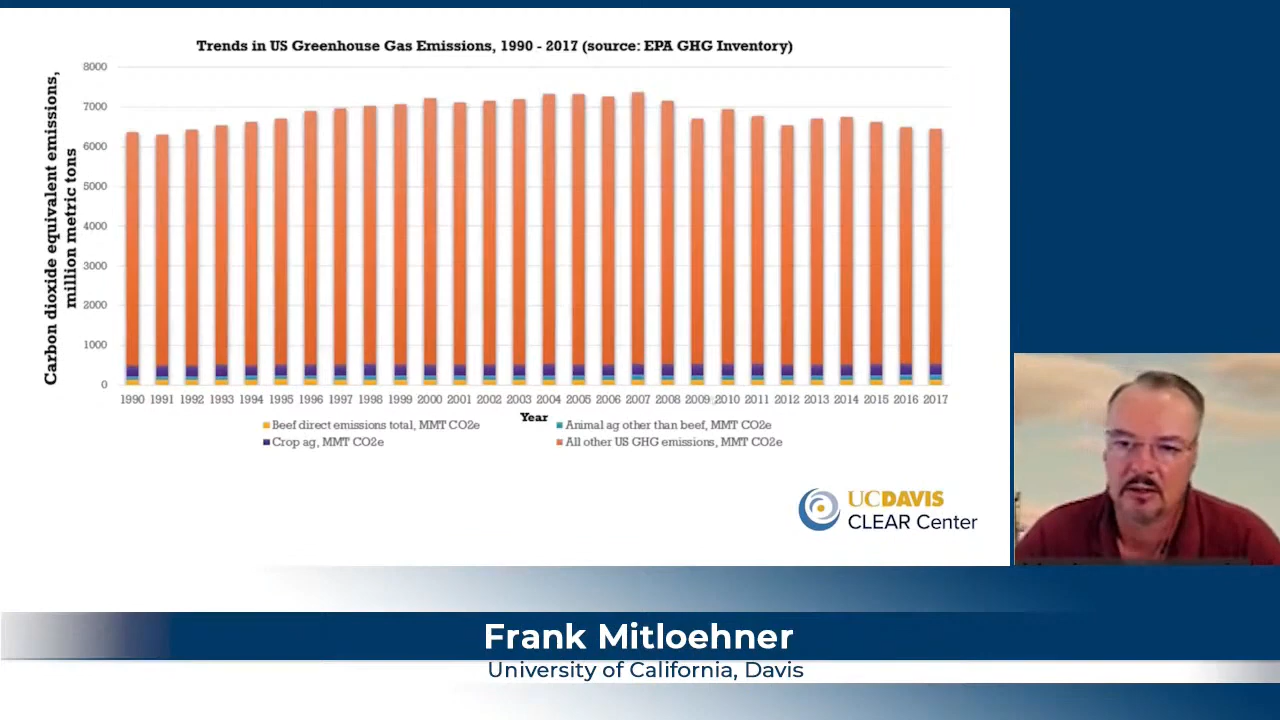 Trends in US Greenhouse Gas Emissions, 1990 - 2017 (source: EPA GHG Inventory)
Carbon dioxide equivalent emissions,
million metric tons
8000
7000
6000
5000
4000
3000
2000
1000
0
1990 1991 1992 1993 1994 1995 1996 1997 1998 1999 2000 2001 2002 2003 2004 2005 2006 2007 2008 2009 2010 2011 2012 2013 2014 2015 2016 2017
Year
Beef direct emissions total, MMT CO2e Animal ag other than beef, MMT CO2e
Crop ag, MMT CO2e All other US GHG emissions, MMT CO2e
UCDAVIS
CLEAR Center
Frank Mitloehner
University of California, Davis